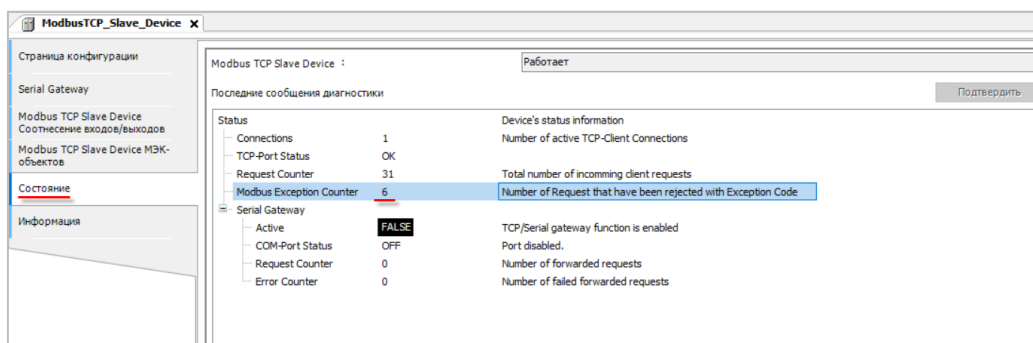 ModbusTCP_Slave_Device X
Страница конфигурации
Serial Gateway
Modbus TCP Slave Device
Соотнесение входов/выходов
Modbus TCP Slave Device МЭК-
объектов
Состояние
Информация
Modbus TCP Slave Device : Работает
Последние сообщения диагностики Подтвердить
Status Device's status information
Connections 1 Number of active TCP-Client Connections
TCP-Port Status OK
Request Counter 31 Total number of incomming client requests
Modbus Exception Counter 6 Number of Request that have been rejected with Exception Code
Serial Gateway
Active FALSE TCP/Serial gateway function is enabled
COM-Port Status OFF Port disabled.
Request Counter 0 Number of forwarded requests
Error Counter 0 Number of failed forwarded requests